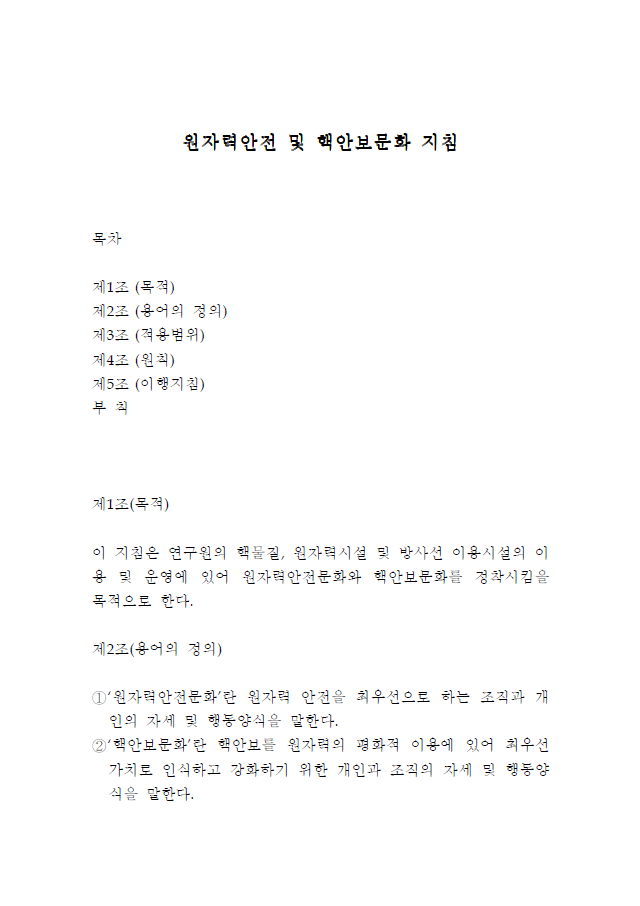 원자력안전 및 핵안보문화 지침
목차
제1조 (목적)
제2조 (용어의 정의)
제3조 (적용범위)
제4조 (원칙)
제5조 (이행지침)
부 칙
제1조(목적)
이 지침은 연구원의 핵물질, 원자력시설 및 방사선 이용시설의 이
용 및 운영에 있어 원자력안전문화와 핵안보문화를 정착시킴을
목적으로 한다.
제2조(용어의 정의)
①‘원자력안전문화’란 원자력 안전을 최우선으로 하는 조직과 개
인의 자세 및 행동양식을 말한다.
②‘핵안보문화’란 핵안보를 원자력의 평화적 이용에 있어 최우선
가치로 인식하고 강화하기 위한 개인과 조직의 자세 및 행동양
식을 말한다.